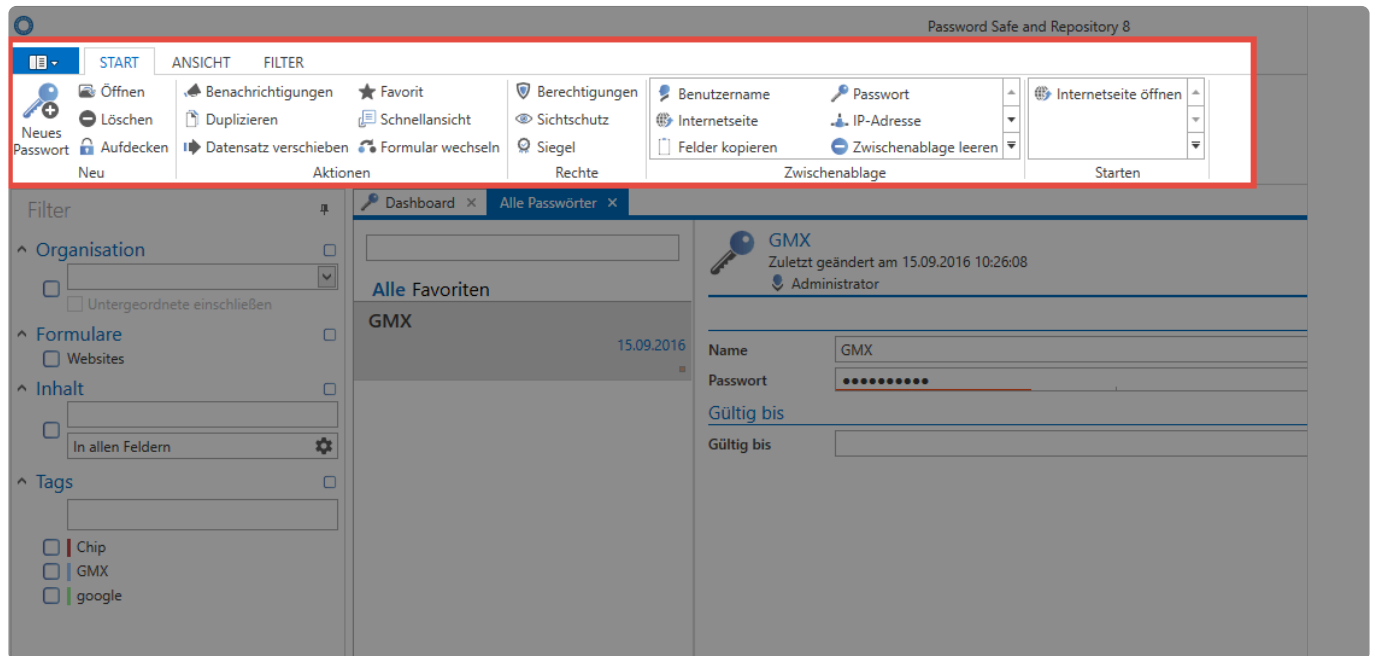 Password Safe and Repository 8
START ANSICHT FILTER
Neues Passwort
Öffnen
Löschen
Aufdecken
Neu
Benachrichtigungen
Duplizieren
Datensatz verschieben
Favorit
Schnellansicht
Formular wechseln
Aktionen
Berechtigungen
Sichtschutz
Siegel
Rechte
Benutzername
Internetseite
Felder kopieren
Passwort
IP-Adresse
Zwischenablage leeren
Zwischenablage
Internetseite öffnen
Starten
Filter
Organisation
Untergeordnete einschließen
Formulare
Websites
Inhalt
In allen Feldern
Tags
Chip
GMX
google
Dashboard Alle Passwörter
Alle Favoriten
GMX
15.09.2016
GMX
Zuletzt geändert am 15.09.2016 10:26:08
Administrator
Name GMX
Passwort ●●●●●●●●●●
Gültig bis
Gültig bis